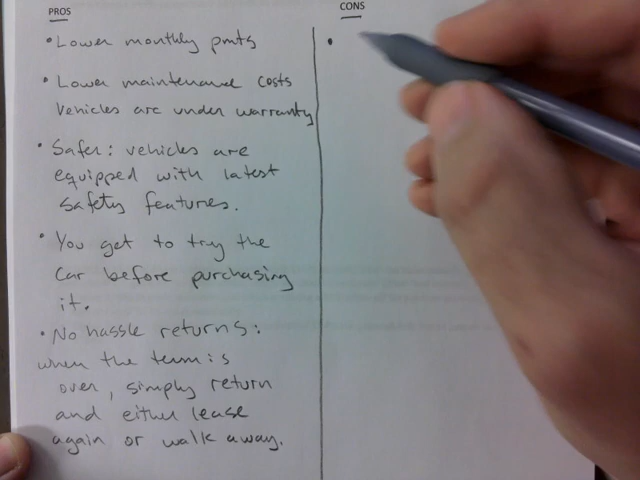 PROS
CONS
• Lower monthly pmts
• Lower maintenance costs
Vehicles are under warranty
• Safer: vehicles are
equipped with latest
safety features.
• You get to try the
Car before purchasing
it.
• No hassle returns:
when the term is
over, simply return
and either lease
again or walk away.
•